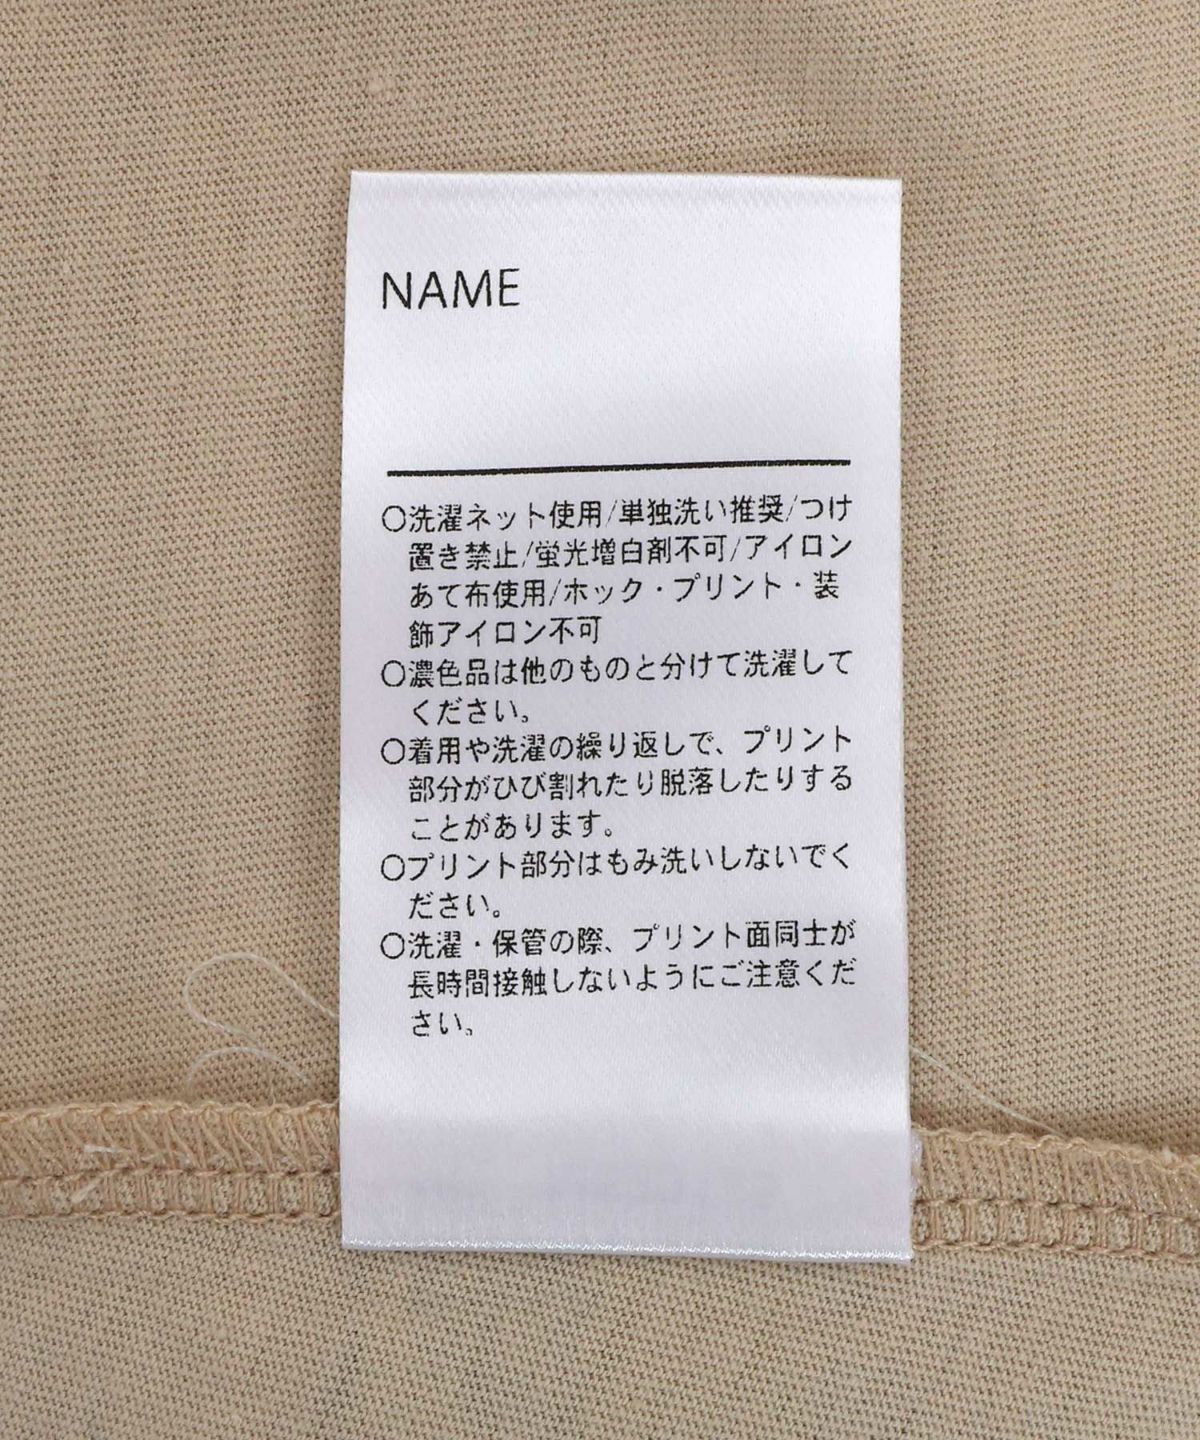 NAME
○洗濯ネット使用/単独洗い推奨/つけ
置き禁止/蛍光増白剤不可/アイロン
あて布使用/ホック・プリント・装
飾アイロン不可
○濃色品は他のものと分けて洗濯して
ください。
○着用や洗濯の繰り返しで、プリント
部分がひび割れたり脱落したりする
ことがあります。
○プリント部分はもみ洗いしないでく
ださい。
○洗濯・保管の際、プリント面同士が
長時間接触しないようにご注意くだ
さい。